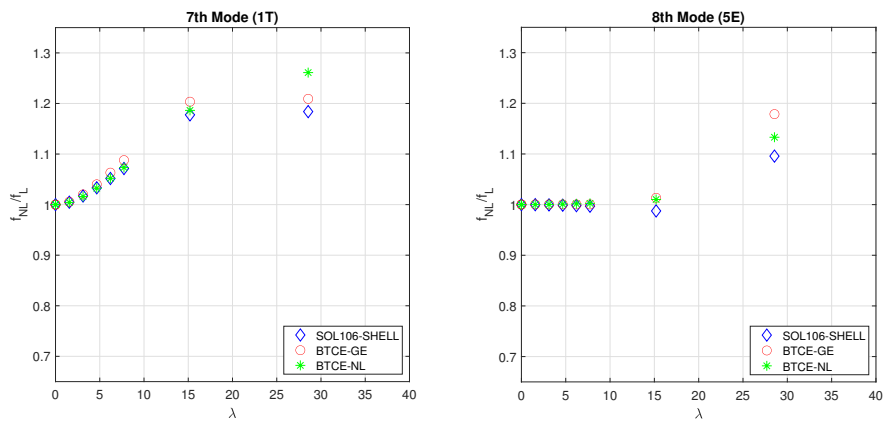 7th Mode (1T)
1.3
1.2
1.1
1
0.9
0.8
0.7
f_NL/f_L
0 5 10 15 20 25 30 35 40
λ
SOL106-SHELL
BTCE-GE
BTCE-NL
8th Mode (5E)
1.3
1.2
1.1
1
0.9
0.8
0.7
f_NL/f_L
0 5 10 15 20 25 30 35 40
λ
SOL106-SHELL
BTCE-GE
BTCE-NL